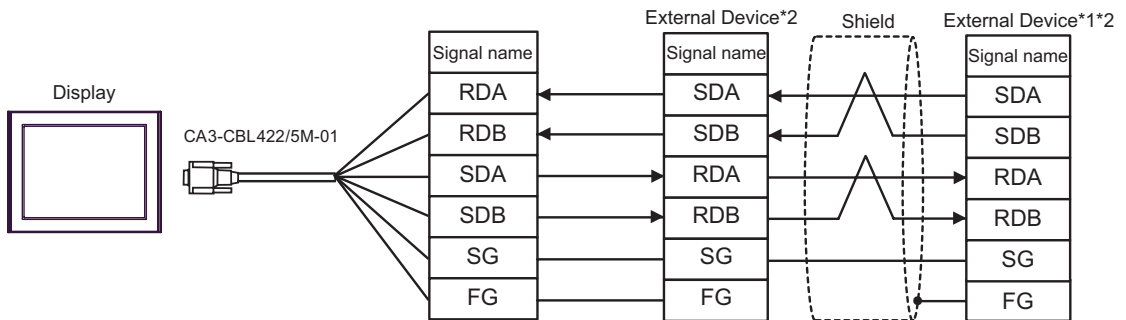 External Device*2
Shield
External Device*1*2
Display
CA3-CBL422/5M-01
Signal name
RDA
RDB
SDA
SDB
SG
FG
Signal name
SDA
SDB
RDA
RDB
SG
FG
Signal name
SDA
SDB
RDA
RDB
SG
FG